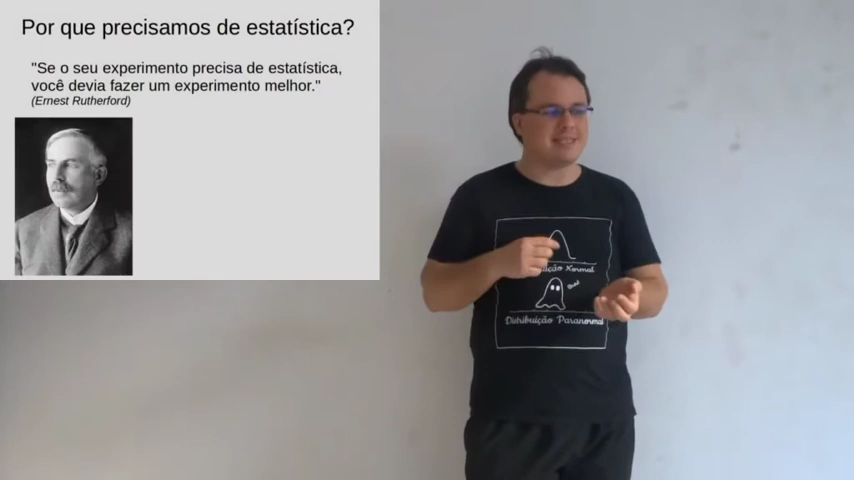 Por que precisamos de estatística?
"Se o seu experimento precisa de estatística,
você devia fazer um experimento melhor."
(Ernest Rutherford)
Normal
Distribuição Paranormal